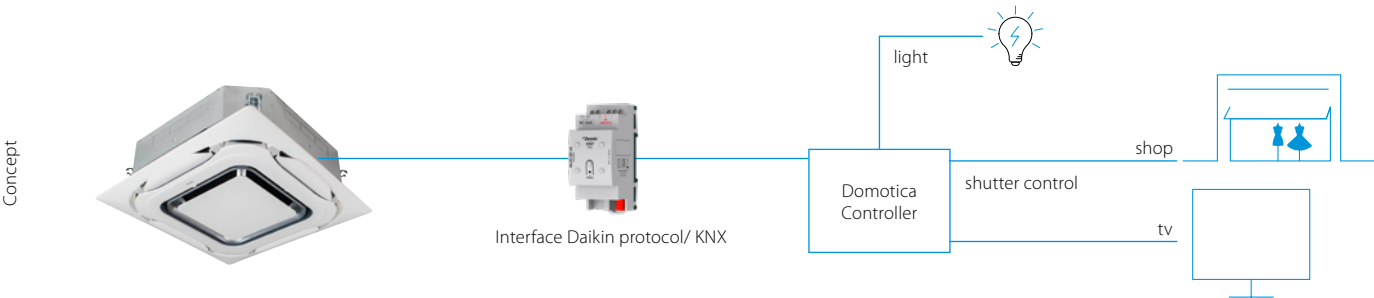 Concept
light
shop
shutter control
Domotica
Controller
tv
Interface Daikin protocol/ KNX